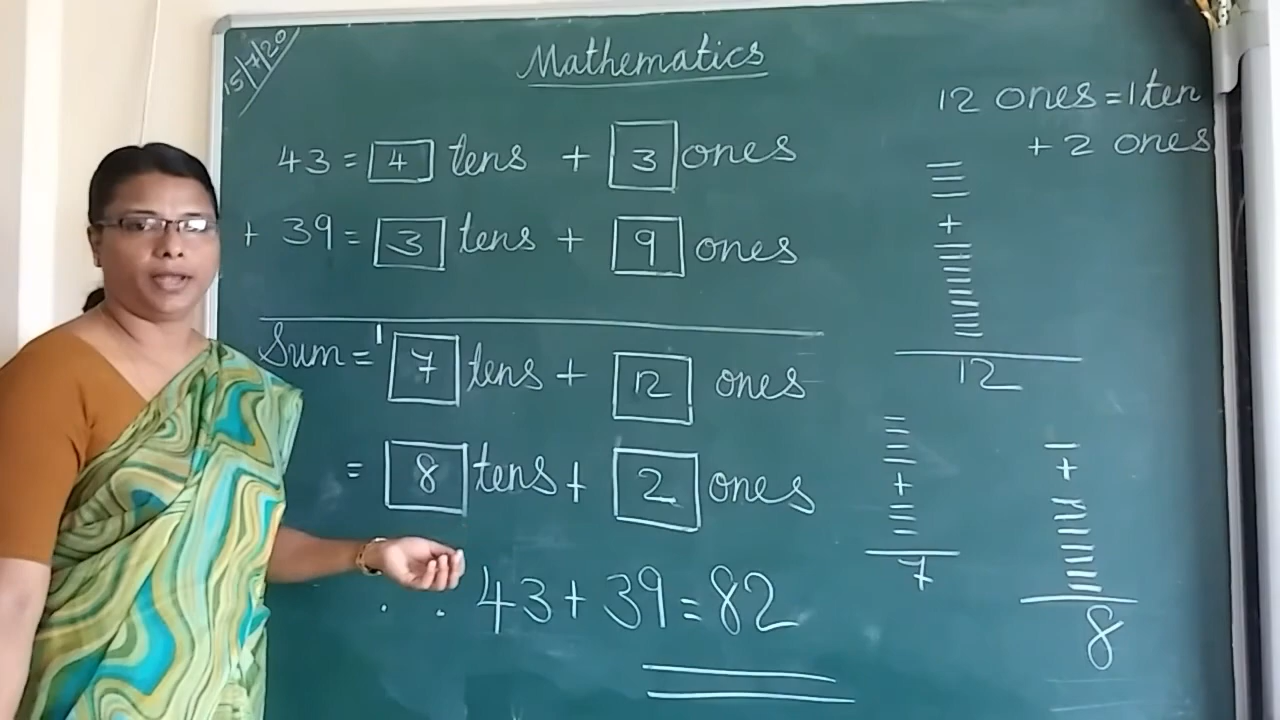 15/7/20
Mathematics
43 = 4 tens + 3 ones
+ 39 = 3 tens + 9 ones
Sum = 1 7 tens + 12 ones
= 8 tens + 2 ones
∴ 43 + 39 = 82
12 ones = 1 ten
+ 2 ones
+
12
+
7
+
8